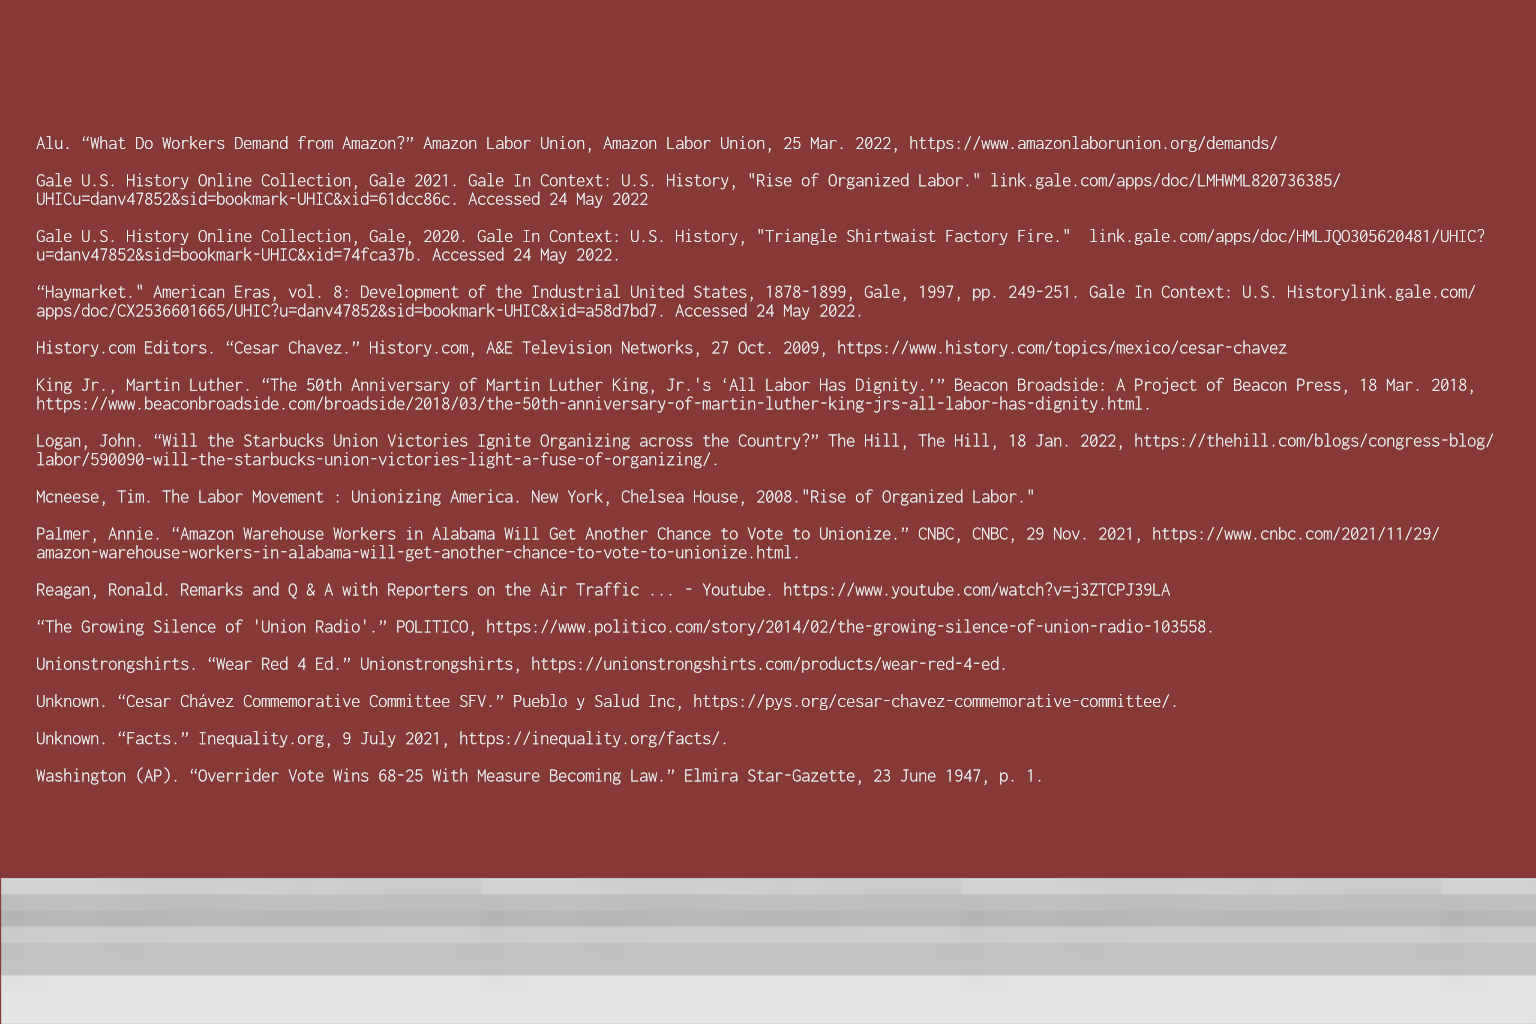 Alu. “What Do Workers Demand from Amazon?” Amazon Labor Union, Amazon Labor Union, 25 Mar. 2022, https://www.amazonlaborunion.org/demands/
Gale U.S. History Online Collection, Gale 2021. Gale In Context: U.S. History, "Rise of Organized Labor." link.gale.com/apps/doc/LMHWML820736385/
UHICu=danv47852&sid=bookmark-UHIC&xid=61dcc86c. Accessed 24 May 2022
Gale U.S. History Online Collection, Gale, 2020. Gale In Context: U.S. History, "Triangle Shirtwaist Factory Fire."  link.gale.com/apps/doc/HMLJQO305620481/UHIC?
u=danv47852&sid=bookmark-UHIC&xid=74fca37b. Accessed 24 May 2022.
“Haymarket." American Eras, vol. 8: Development of the Industrial United States, 1878-1899, Gale, 1997, pp. 249-251. Gale In Context: U.S. Historylink.gale.com/
apps/doc/CX2536601665/UHIC?u=danv47852&sid=bookmark-UHIC&xid=a58d7bd7. Accessed 24 May 2022.
History.com Editors. “Cesar Chavez.” History.com, A&E Television Networks, 27 Oct. 2009, https://www.history.com/topics/mexico/cesar-chavez
King Jr., Martin Luther. “The 50th Anniversary of Martin Luther King, Jr.'s ‘All Labor Has Dignity.’” Beacon Broadside: A Project of Beacon Press, 18 Mar. 2018,
https://www.beaconbroadside.com/broadside/2018/03/the-50th-anniversary-of-martin-luther-king-jrs-all-labor-has-dignity.html.
Logan, John. “Will the Starbucks Union Victories Ignite Organizing across the Country?” The Hill, The Hill, 18 Jan. 2022, https://thehill.com/blogs/congress-blog/
labor/590090-will-the-starbucks-union-victories-light-a-fuse-of-organizing/.
Mcneese, Tim. The Labor Movement : Unionizing America. New York, Chelsea House, 2008."Rise of Organized Labor."
Palmer, Annie. “Amazon Warehouse Workers in Alabama Will Get Another Chance to Vote to Unionize.” CNBC, CNBC, 29 Nov. 2021, https://www.cnbc.com/2021/11/29/
amazon-warehouse-workers-in-alabama-will-get-another-chance-to-vote-to-unionize.html.
Reagan, Ronald. Remarks and Q & A with Reporters on the Air Traffic ... - Youtube. https://www.youtube.com/watch?v=j3ZTCPJ39LA
“The Growing Silence of 'Union Radio'.” POLITICO, https://www.politico.com/story/2014/02/the-growing-silence-of-union-radio-103558.
Unionstrongshirts. “Wear Red 4 Ed.” Unionstrongshirts, https://unionstrongshirts.com/products/wear-red-4-ed.
Unknown. “Cesar Chávez Commemorative Committee SFV.” Pueblo y Salud Inc, https://pys.org/cesar-chavez-commemorative-committee/.
Unknown. “Facts.” Inequality.org, 9 July 2021, https://inequality.org/facts/.
Washington (AP). “Overrider Vote Wins 68-25 With Measure Becoming Law.” Elmira Star-Gazette, 23 June 1947, p. 1.